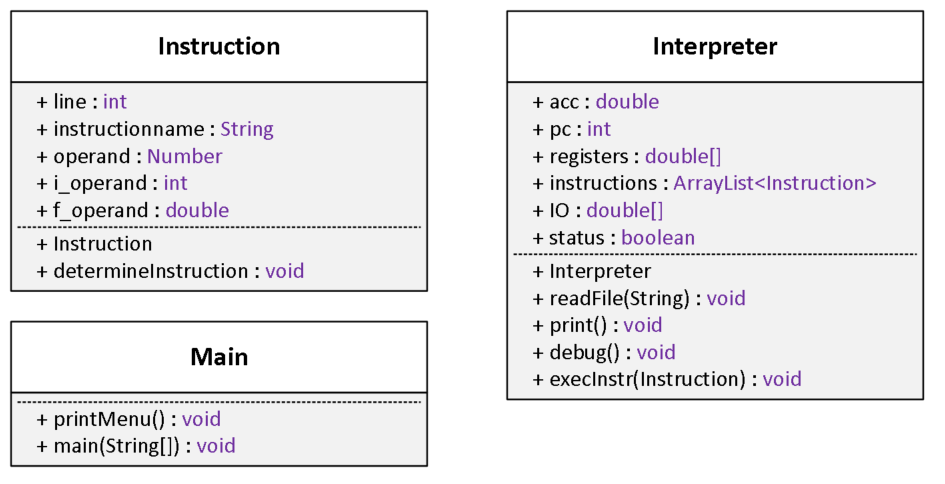 Instruction
+ line : int
+ instructionname : String
+ operand : Number
+ i_operand : int
+ f_operand : double
+ Instruction
+ determineInstruction : void
Main
+ printMenu() : void
+ main(String[]) : void
Interpreter
+ acc : double
+ pc : int
+ registers : double[]
+ instructions : ArrayList<Instruction>
+ IO : double[]
+ status : boolean
+ Interpreter
+ readFile(String) : void
+ print() : void
+ debug() : void
+ execInstr(Instruction) : void